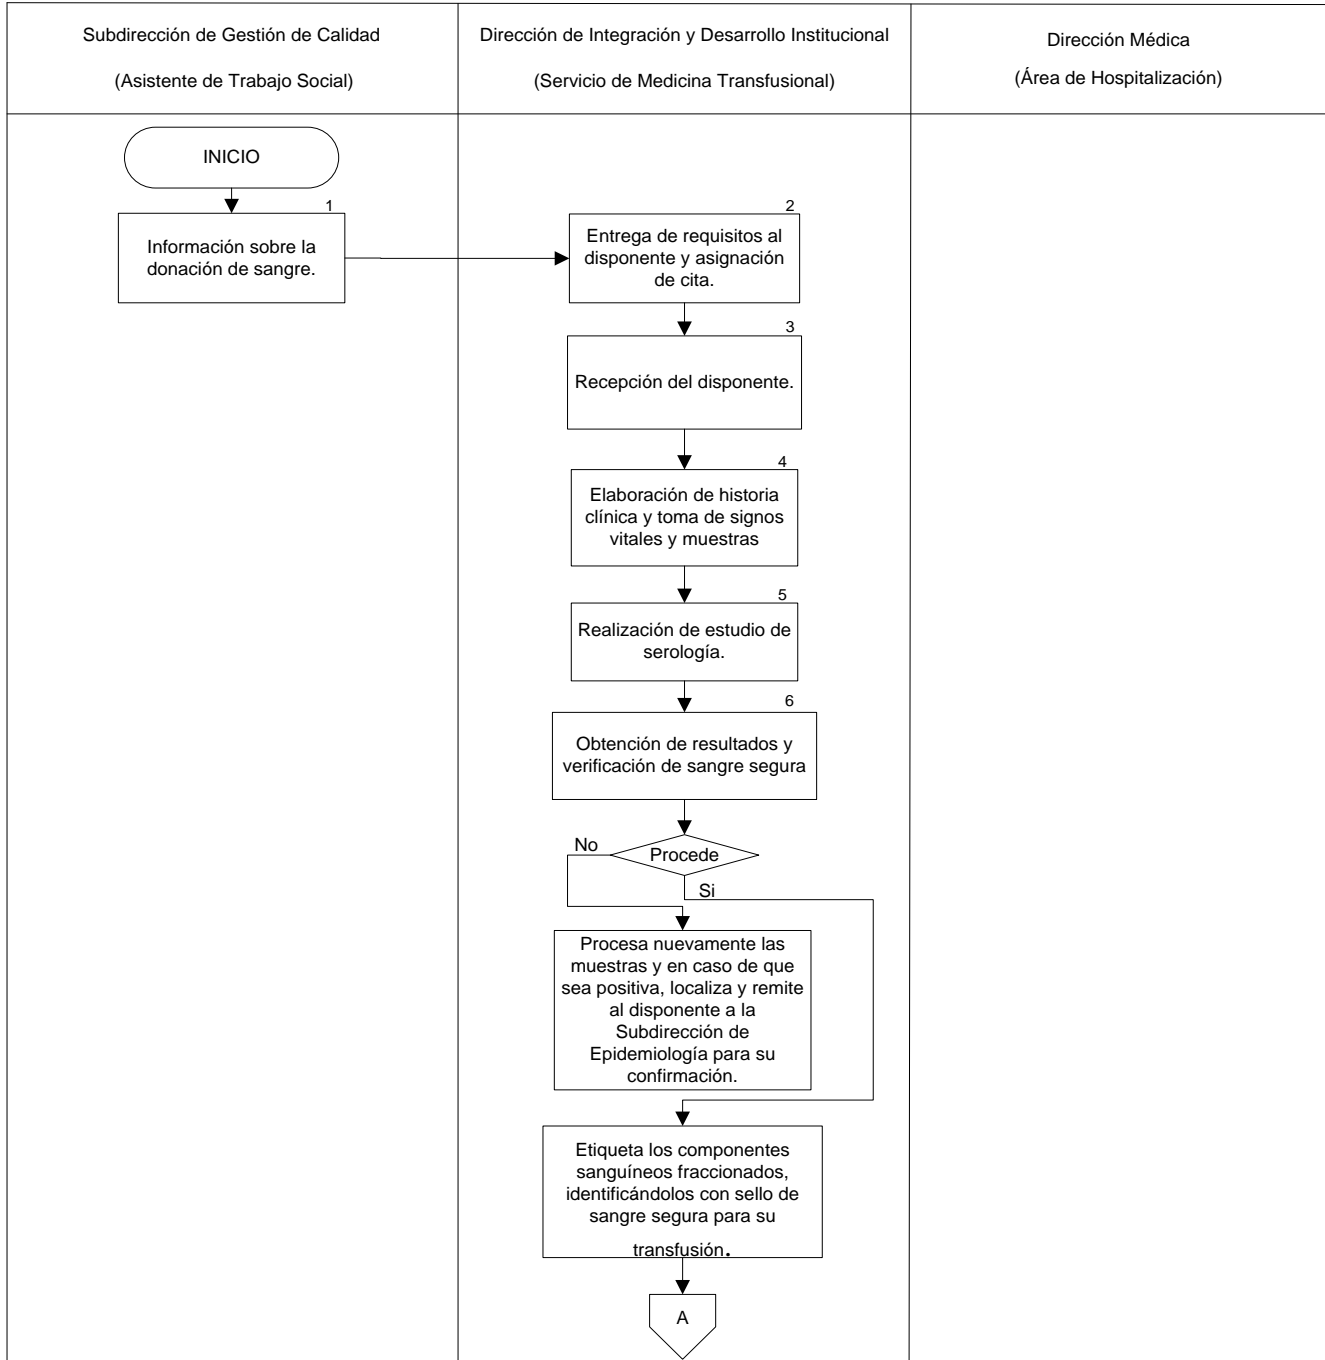 Subdirección de Gestión de Calidad
(Asistente de Trabajo Social)
Dirección de Integración y Desarrollo Institucional
(Servicio de Medicina Transfusional)
Dirección Médica
(Área de Hospitalización)
INICIO
1
Información sobre la
donación de sangre.
2
Entrega de requisitos al
disponente y asignación
de cita.
3
Recepción del disponente.
4
Elaboración de historia
clínica y toma de signos
vitales y muestras
5
Realización de estudio de
serología.
6
Obtención de resultados y
verificación de sangre segura
Procede
No
Si
Procesa nuevamente las
muestras y en caso de que
sea positiva, localiza y remite
al disponente a la
Subdirección de
Epidemiología para su
confirmación.
Etiqueta los componentes
sanguíneos fraccionados,
identificándolos con sello de
sangre segura para su
transfusión.
A